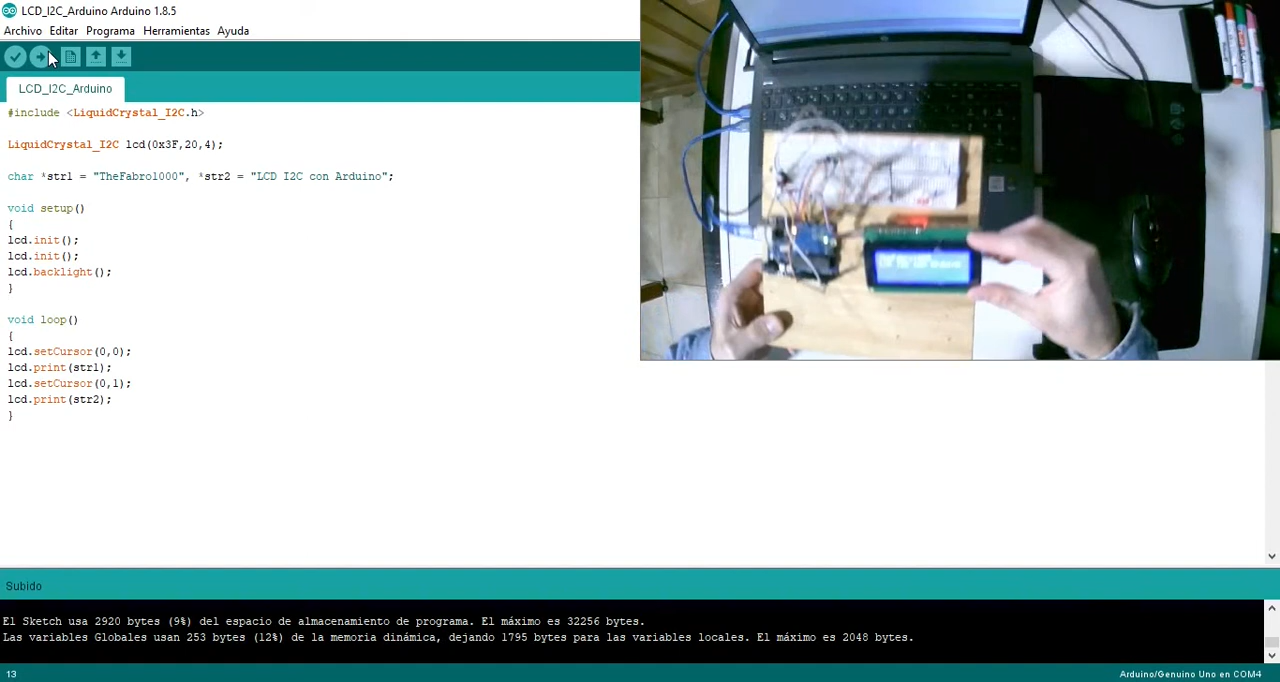 LCD_I2C_Arduino Arduino 1.8.5
Archivo Editar Programa Herramientas Ayuda
LCD_I2C_Arduino
#include <LiquidCrystal_I2C.h>
LiquidCrystal_I2C lcd(0x3F,20,4);
char *str1 = "TheFabro1000", *str2 = "LCD I2C con Arduino";
void setup()
{
lcd.init();
lcd.init();
lcd.backlight();
}
void loop()
{
lcd.setCursor(0,0);
lcd.print(str1);
lcd.setCursor(0,1);
lcd.print(str2);
}
Subido
El Sketch usa 2920 bytes (9%) del espacio de almacenamiento de programa. El máximo es 32256 bytes.
Las variables Globales usan 253 bytes (12%) de la memoria dinámica, dejando 1795 bytes para las variables locales. El máximo es 2048 bytes.
13
Arduino/Genuino Uno en COM4